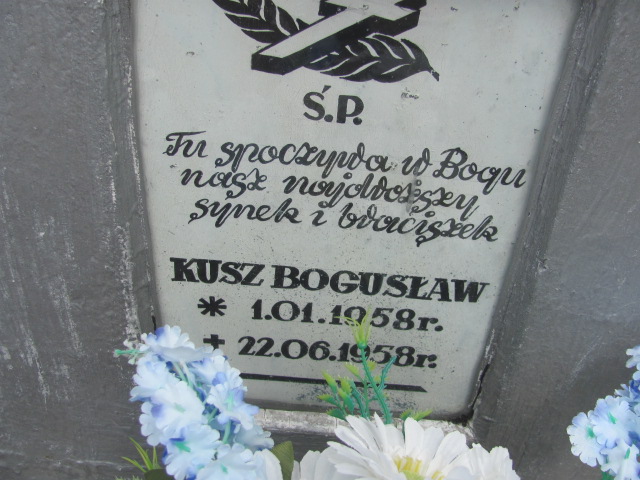 Ś.P.
Tu spoczywa w Bogu
nasz najdroższy
synek i braciszek
KUSZ BOGUSŁAW
* 1.01.1958r.
+ 22.06.1958r.